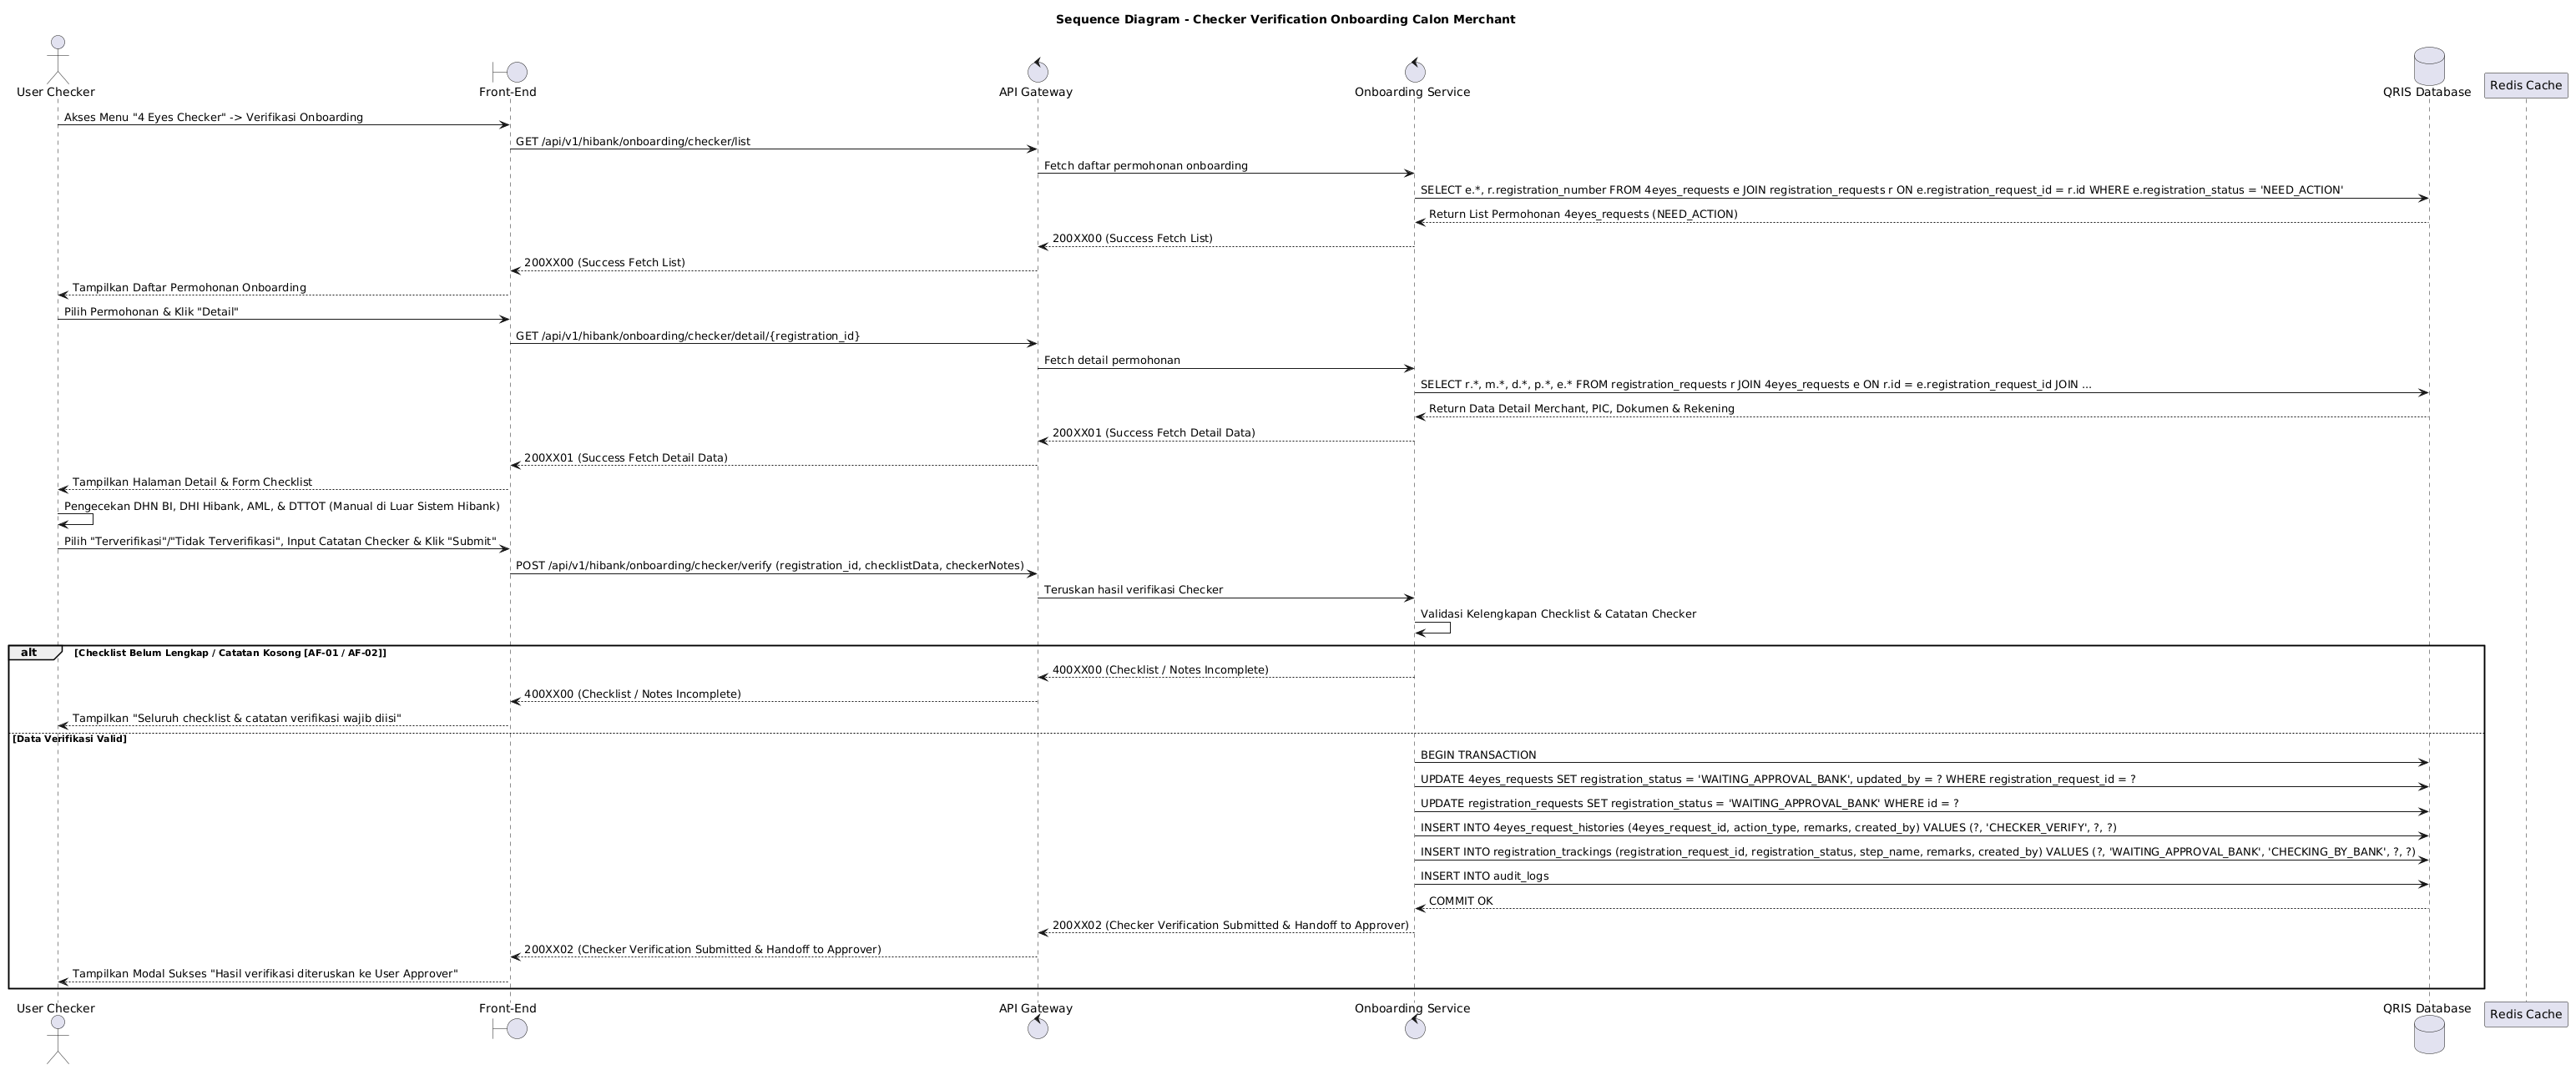 Sequence Diagram - Checker Verification Onboarding Calon Merchant
User Checker
Front-End
API Gateway
Onboarding Service
QRIS Database
Redis Cache
Akses Menu "4 Eyes Checker" -> Verifikasi Onboarding
GET /api/v1/hibank/onboarding/checker/list
Fetch daftar permohonan onboarding
SELECT e.*, r.registration_number FROM 4eyes_requests e JOIN registration_requests r ON e.registration_request_id = r.id WHERE e.registration_status = 'NEED_ACTION'
Return List Permohonan 4eyes_requests (NEED_ACTION)
200XX00 (Success Fetch List)
200XX00 (Success Fetch List)
Tampilkan Daftar Permohonan Onboarding
Pilih Permohonan & Klik "Detail"
GET /api/v1/hibank/onboarding/checker/detail/{registration_id}
Fetch detail permohonan
SELECT r.*, m.*, d.*, p.*, e.* FROM registration_requests r JOIN 4eyes_requests e ON r.id = e.registration_request_id JOIN ...
Return Data Detail Merchant, PIC, Dokumen & Rekening
200XX01 (Success Fetch Detail Data)
200XX01 (Success Fetch Detail Data)
Tampilkan Halaman Detail & Form Checklist
Pengecekan DHN BI, DHI Hibank, AML, & DTTOT (Manual di Luar Sistem Hibank)
Pilih "Terverifikasi"/"Tidak Terverifikasi", Input Catatan Checker & Klik "Submit"
POST /api/v1/hibank/onboarding/checker/verify (registration_id, checklistData, checkerNotes)
Teruskan hasil verifikasi Checker
Validasi Kelengkapan Checklist & Catatan Checker
alt [Checklist Belum Lengkap / Catatan Kosong [AF-01 / AF-02]]
400XX00 (Checklist / Notes Incomplete)
400XX00 (Checklist / Notes Incomplete)
Tampilkan "Seluruh checklist & catatan verifikasi wajib diisi"
[Data Verifikasi Valid]
BEGIN TRANSACTION
UPDATE 4eyes_requests SET registration_status = 'WAITING_APPROVAL_BANK', updated_by = ? WHERE registration_request_id = ?
UPDATE registration_requests SET registration_status = 'WAITING_APPROVAL_BANK' WHERE id = ?
INSERT INTO 4eyes_request_histories (4eyes_request_id, action_type, remarks, created_by) VALUES (?, 'CHECKER_VERIFY', ?, ?)
INSERT INTO registration_trackings (registration_request_id, registration_status, step_name, remarks, created_by) VALUES (?, 'WAITING_APPROVAL_BANK', 'CHECKING_BY_BANK', ?, ?)
INSERT INTO audit_logs
COMMIT OK
200XX02 (Checker Verification Submitted & Handoff to Approver)
200XX02 (Checker Verification Submitted & Handoff to Approver)
Tampilkan Modal Sukses "Hasil verifikasi diteruskan ke User Approver"
User Checker
Front-End
API Gateway
Onboarding Service
QRIS Database
Redis Cache